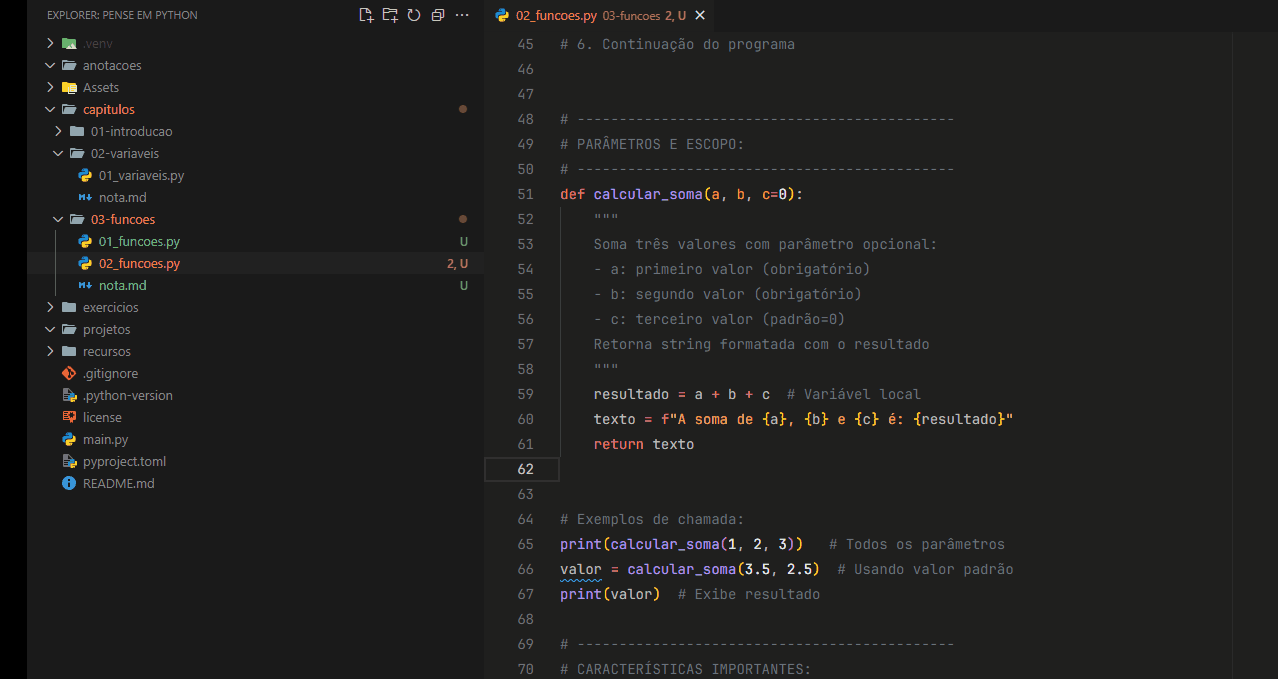 EXPLORER: PENSE EM PYTHON
.venv
anotacoes
Assets
capitulos
01-introducao
02-variaveis
01_variaveis.py
nota.md
03-funcoes
01_funcoes.py U
02_funcoes.py 2, U
nota.md U
exercicios
projetos
recursos
.gitignore
.python-version
license
main.py
pyproject.toml
README.md
02_funcoes.py 03-funcoes 2, U
45 # 6. Continuação do programa
46
47
48 # ---------------------------------------------
49 # PARÂMETROS E ESCOPO:
50 # ---------------------------------------------
51 def calcular_soma(a, b, c=0):
52 """
53 Soma três valores com parâmetro opcional:
54 - a: primeiro valor (obrigatório)
55 - b: segundo valor (obrigatório)
56 - c: terceiro valor (padrão=0)
57 Retorna string formatada com o resultado
58 """
59 resultado = a + b + c  # Variável local
60 texto = f"A soma de {a}, {b} e {c} é: {resultado}"
61 return texto
62
63
64 # Exemplos de chamada:
65 print(calcular_soma(1, 2, 3))   # Todos os parâmetros
66 valor = calcular_soma(3.5, 2.5)  # Usando valor padrão
67 print(valor)  # Exibe resultado
68
69 # ---------------------------------------------
70 # CARACTERÍSTICAS IMPORTANTES: